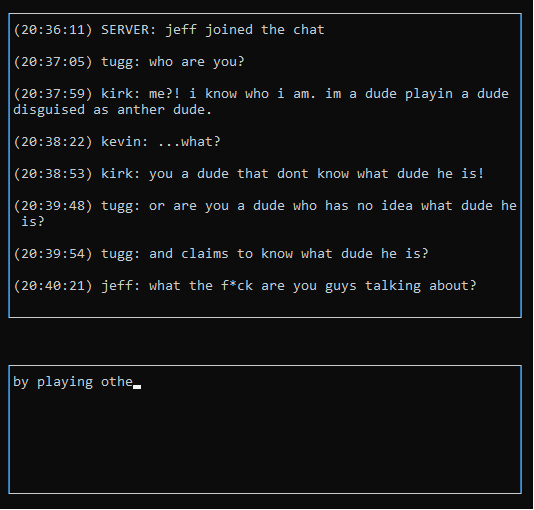 (20:36:11) SERVER: jeff joined the chat
(20:37:05) tugg: who are you?
(20:37:59) kirk: me?! i know who i am. im a dude playin a dude
disguised as anther dude.
(20:38:22) kevin: ...what?
(20:38:53) kirk: you a dude that dont know what dude he is!
(20:39:48) tugg: or are you a dude who has no idea what dude he
is?
(20:39:54) tugg: and claims to know what dude he is?
(20:40:21) jeff: what the f*ck are you guys talking about?
by playing othe